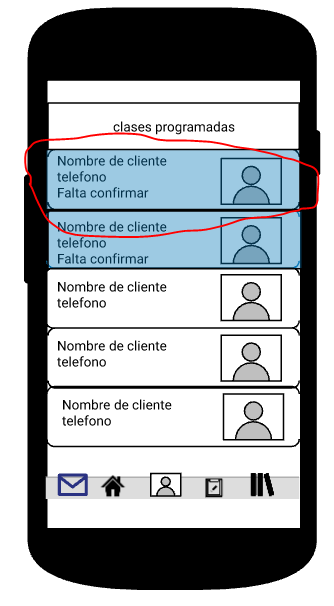 clases programadas
Nombre de cliente
telefono
Falta confirmar
Nombre de cliente
telefono
Falta confirmar
Nombre de cliente
telefono
Nombre de cliente
telefono
Nombre de cliente
telefono